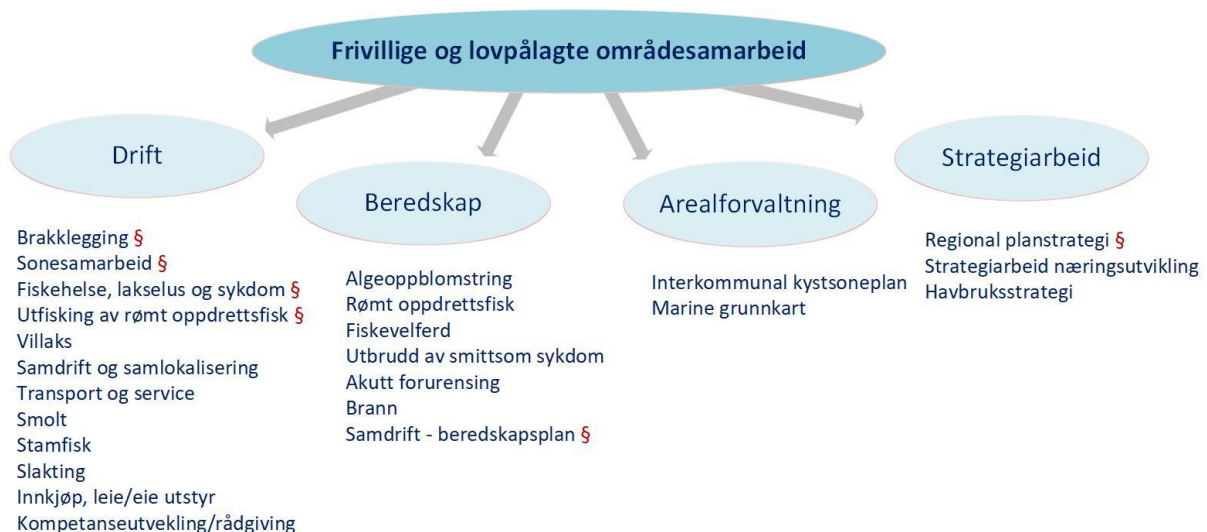 Frivillige og lovpålagte områdesamarbeid
Drift
Brakklegging §
Sonesamarbeid §
Fiskehelse, lakselus og sykdom §
Utfisking av rømt oppdrettsfisk §
Villaks
Samdrift og samlokalisering
Transport og service
Smolt
Stamfisk
Slakting
Innkjøp, leie/eie utstyr
Kompetanseutvekling/rådgiving
Beredskap
Algeoppblomstring
Rømt oppdrettsfisk
Fiskevelferd
Utbrudd av smittsom sykdom
Akutt forurensing
Brann
Samdrift - beredskapsplan §
Arealforvaltning
Interkommunal kystsoneplan
Marine grunnkart
Strategiarbeid
Regional planstrategi §
Strategiarbeid næringsutvikling
Havbruksstrategi